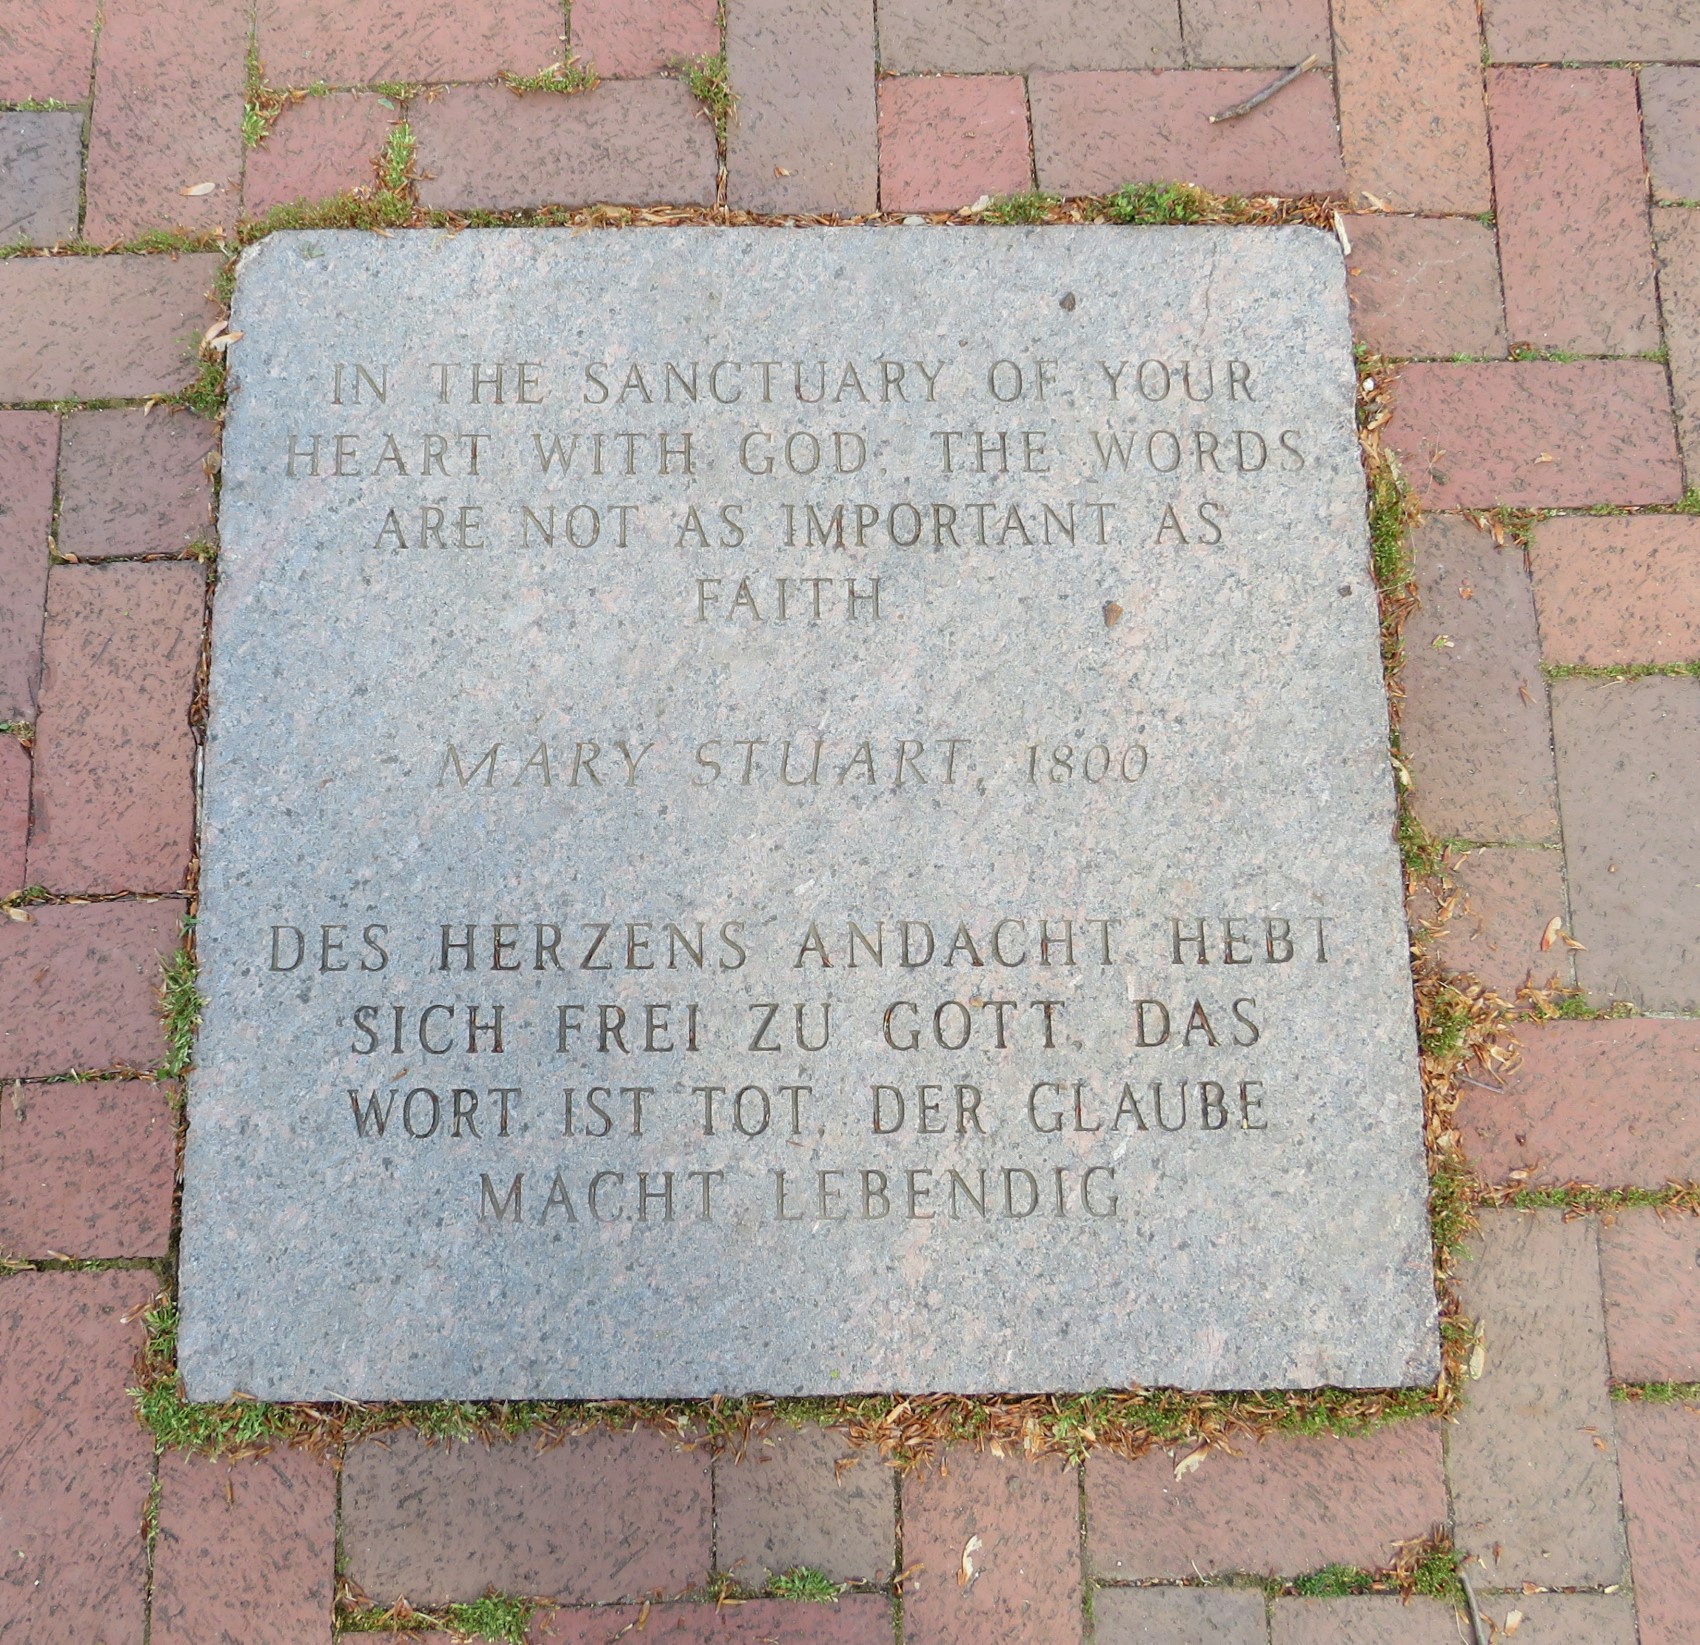 IN THE SANCTUARY OF YOUR
HEART WITH GOD, THE WORDS
ARE NOT AS IMPORTANT AS
FAITH
MARY STUART, 1800
DES HERZENS ANDACHT HEBT
SICH FREI ZU GOTT, DAS
WORT IST TOT, DER GLAUBE
MACHT LEBENDIG.